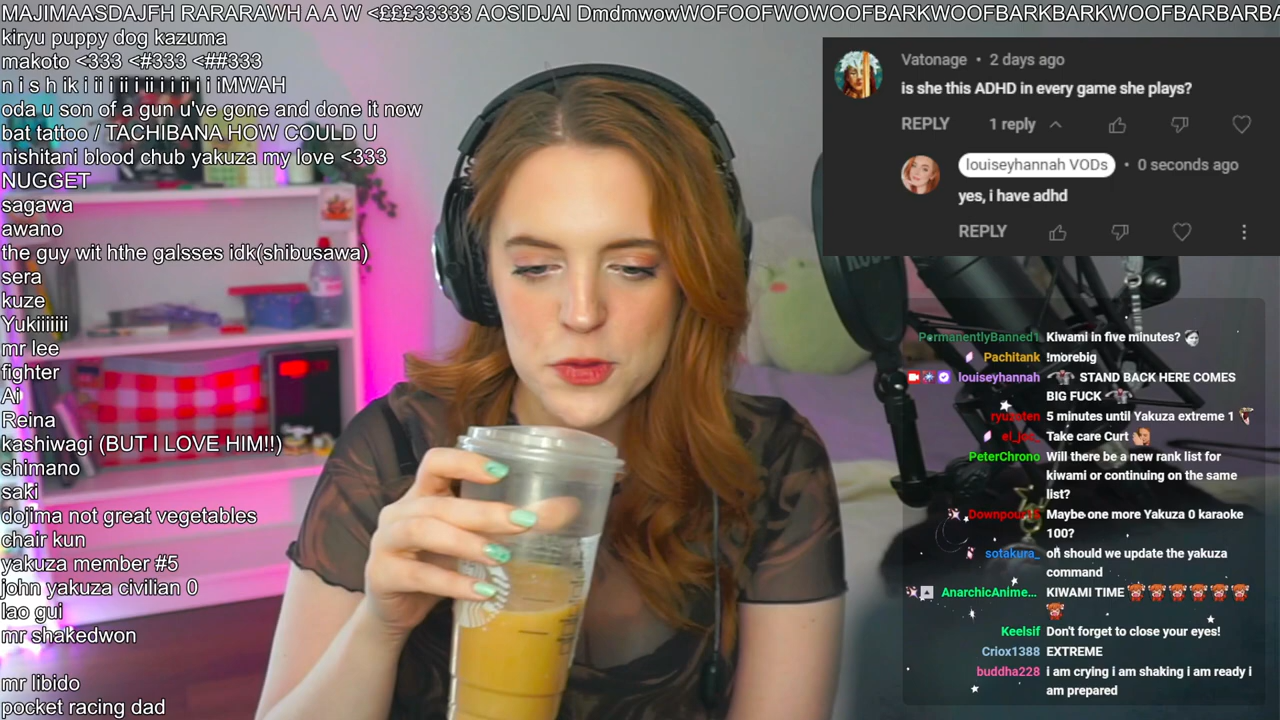 MAJIMAASDAJFH RARARAWH A A W <£££33333 AOSIDJAI DmdmwowWOFOOFWOWOOFBARKWOOFBARKBARKWOOFBARBARBA
kiryu puppy dog kazuma
makoto <333 <#333 <##333
n i s h ik i ii i ii i ii i i ii i i iMWAH
oda u son of a gun u've gone and done it now
bat tattoo / TACHIBANA HOW COULD U
nishitani blood chub yakuza my love <333
NUGGET
sagawa
awano
the guy wit hthe galsses idk(shibusawa)
sera
kuze
Yukiiiiiii
mr lee
fighter
Ai
Reina
kashiwagi (BUT I LOVE HIM!!)
shimano
saki
dojima not great vegetables
chair kun
yakuza member #5
john yakuza civilian 0
lao gui
mr shakedwon
mr libido
pocket racing dad
Vatonage • 2 days ago
is she this ADHD in every game she plays?
REPLY 1 reply
louiseyhannah VODs • 0 seconds ago
yes, i have adhd
REPLY
PermanentlyBanned1 Kiwami in five minutes?
Pachitank !morebig
louiseyhannah STAND BACK HERE COMES
BIG FUCK
5 minutes until Yakuza extreme 1
Take care Curt
PeterChrono Will there be a new rank list for
kiwami or continuing on the same
list?
Maybe one more Yakuza 0 karaoke
100?
sotakura_ oh should we update the yakuza
command
AnarchicAnime... KIWAMI TIME
Keelsif Don't forget to close your eyes!
Criox1388 EXTREME
buddha228 i am crying i am shaking i am ready i
am prepared